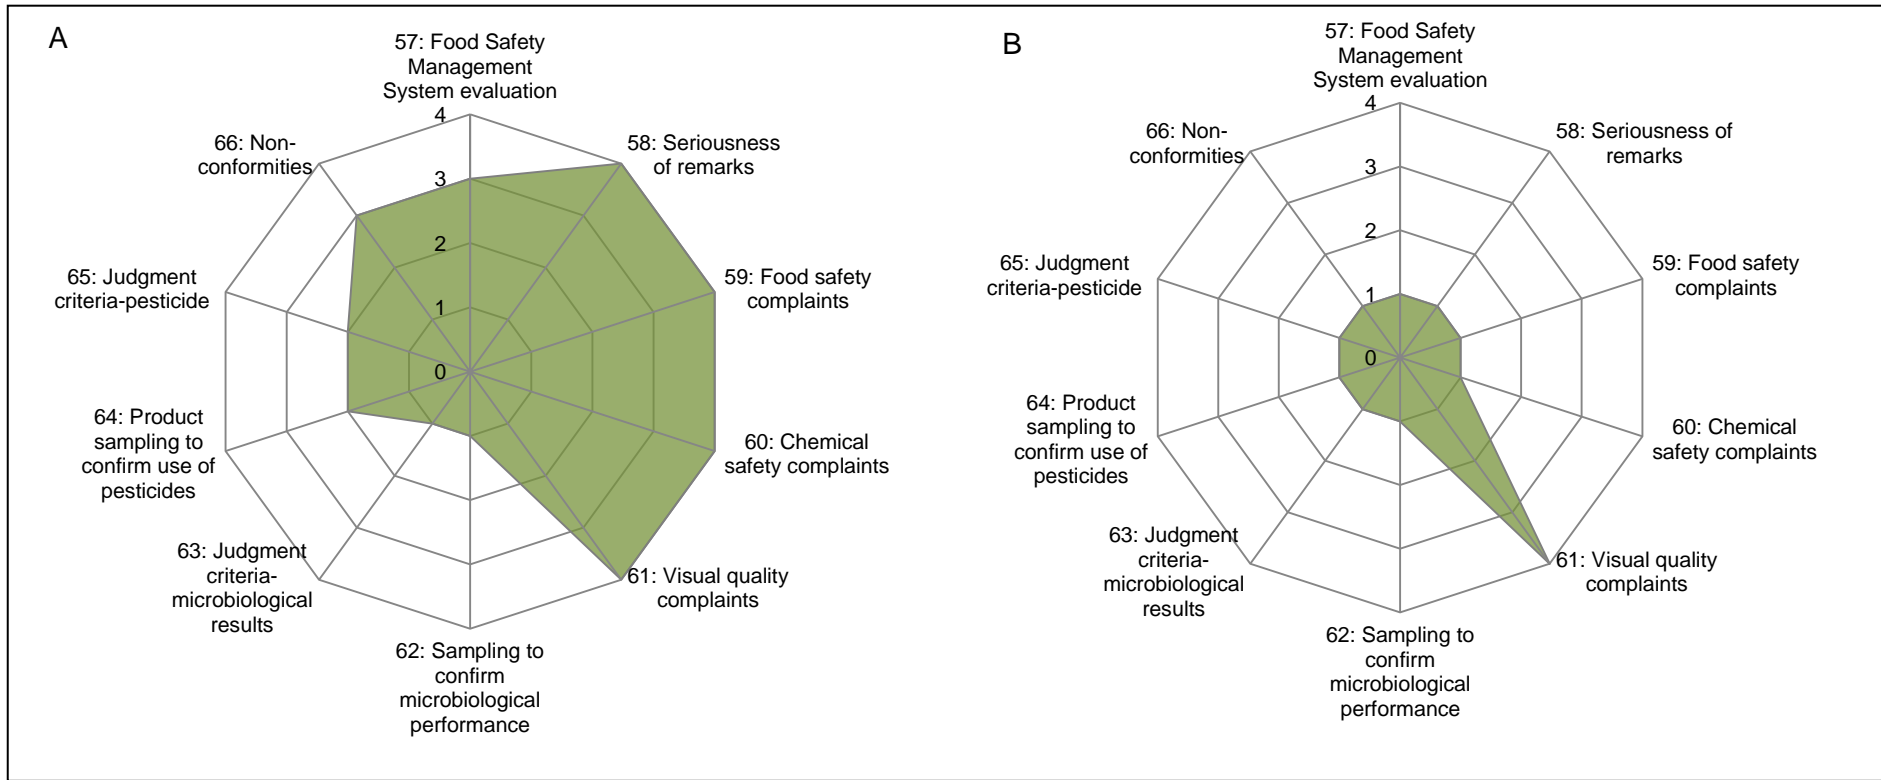 A
57: Food Safety
Management
System evaluation
58: Seriousness
of remarks
59: Food safety
complaints
60: Chemical
safety complaints
61: Visual quality
complaints
62: Sampling to
confirm
microbiological
performance
63: Judgment
criteria-
microbiological
results
64: Product
sampling to
confirm use of
pesticides
65: Judgment
criteria-pesticide
66: Non-
conformities
4
3
2
1
0
B
57: Food Safety
Management
System evaluation
58: Seriousness of
remarks
59: Food safety
complaints
60: Chemical
safety complaints
61: Visual quality
complaints
62: Sampling to
confirm
microbiological
performance
63: Judgment
criteria-
microbiological
results
64: Product
sampling to
confirm use of
pesticides
65: Judgment
criteria-pesticide
66: Non-
conformities
4
3
2
1
0